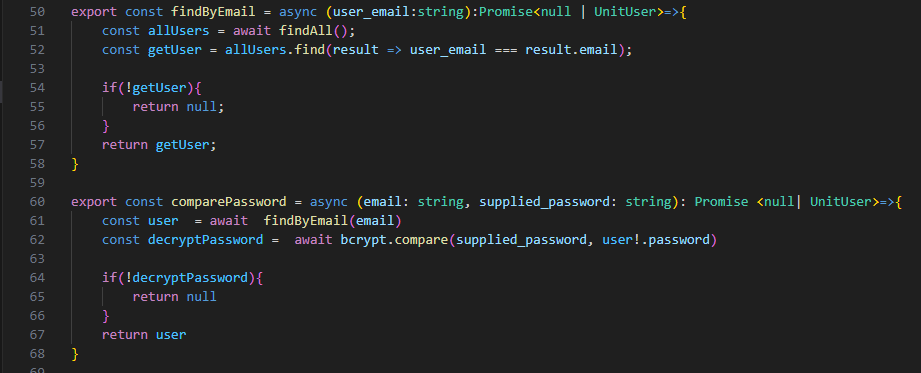 50 export const findByEmail = async (user_email:string):Promise<null | UnitUser>=>{
51 const allUsers = await findAll();
52 const getUser = allUsers.find(result => user_email === result.email);
53
54 if(!getUser){
55 return null;
56 }
57 return getUser;
58 }
59
60 export const comparePassword = async (email: string, supplied_password: string): Promise <null| UnitUser>=>{
61 const user  = await  findByEmail(email)
62 const decryptPassword =  await bcrypt.compare(supplied_password, user!.password)
63
64 if(!decryptPassword){
65 return null
66 }
67 return user
68 }
69